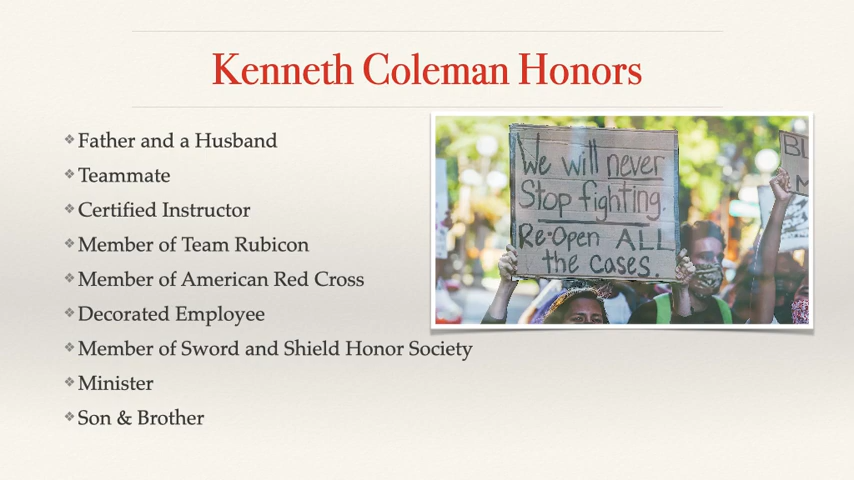 Kenneth Coleman Honors
Father and a Husband
Teammate
Certified Instructor
Member of Team Rubicon
Member of American Red Cross
Decorated Employee
Member of Sword and Shield Honor Society
Minister
Son & Brother
We will never
Stop fighting.
Re-Open ALL
the cases.
BL
M